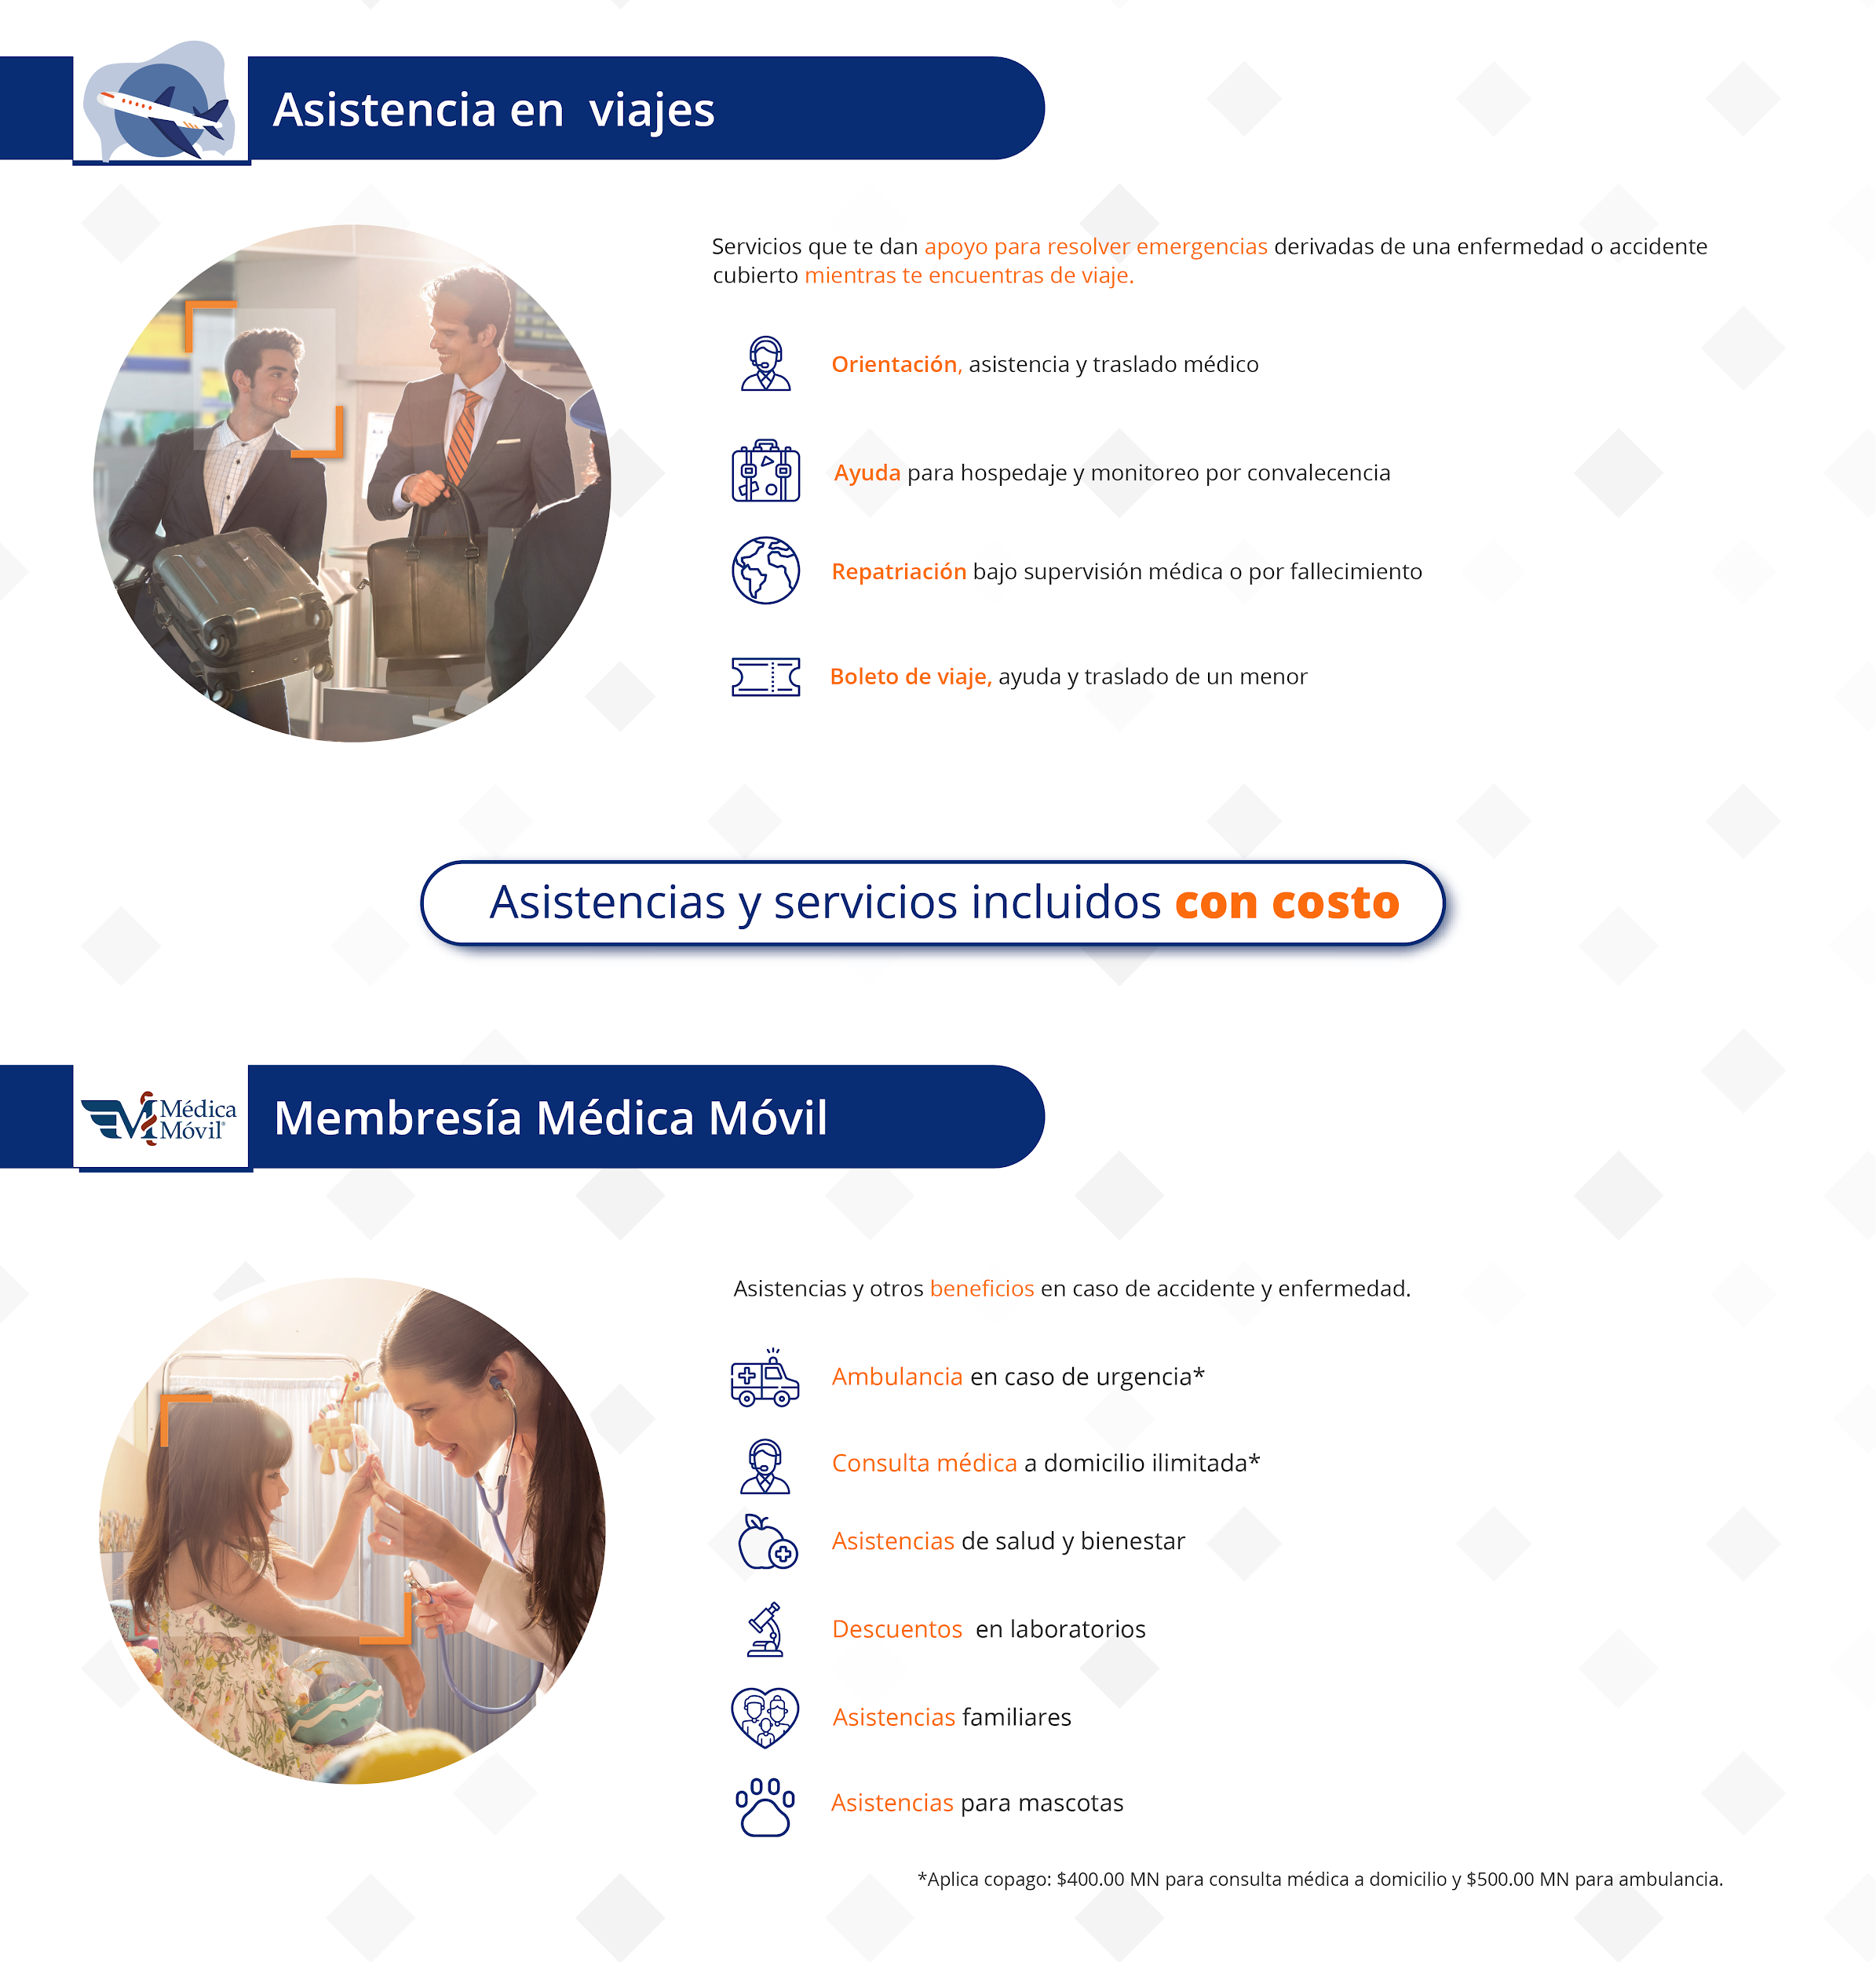 Asistencia en viajes
Servicios que te dan apoyo para resolver emergencias derivadas de una enfermedad o accidente
cubierto mientras te encuentras de viaje.
Orientación, asistencia y traslado médico
Ayuda para hospedaje y monitoreo por convalecencia
Repatriación bajo supervisión médica o por fallecimiento
Boleto de viaje, ayuda y traslado de un menor
Asistencias y servicios incluidos con costo
Médica
Móvil®
Membresía Médica Móvil
Asistencias y otros beneficios en caso de accidente y enfermedad.
Ambulancia en caso de urgencia*
Consulta médica a domicilio ilimitada*
Asistencias de salud y bienestar
Descuentos en laboratorios
Asistencias familiares
Asistencias para mascotas
*Aplica copago: $400.00 MN para consulta médica a domicilio y $500.00 MN para ambulancia.